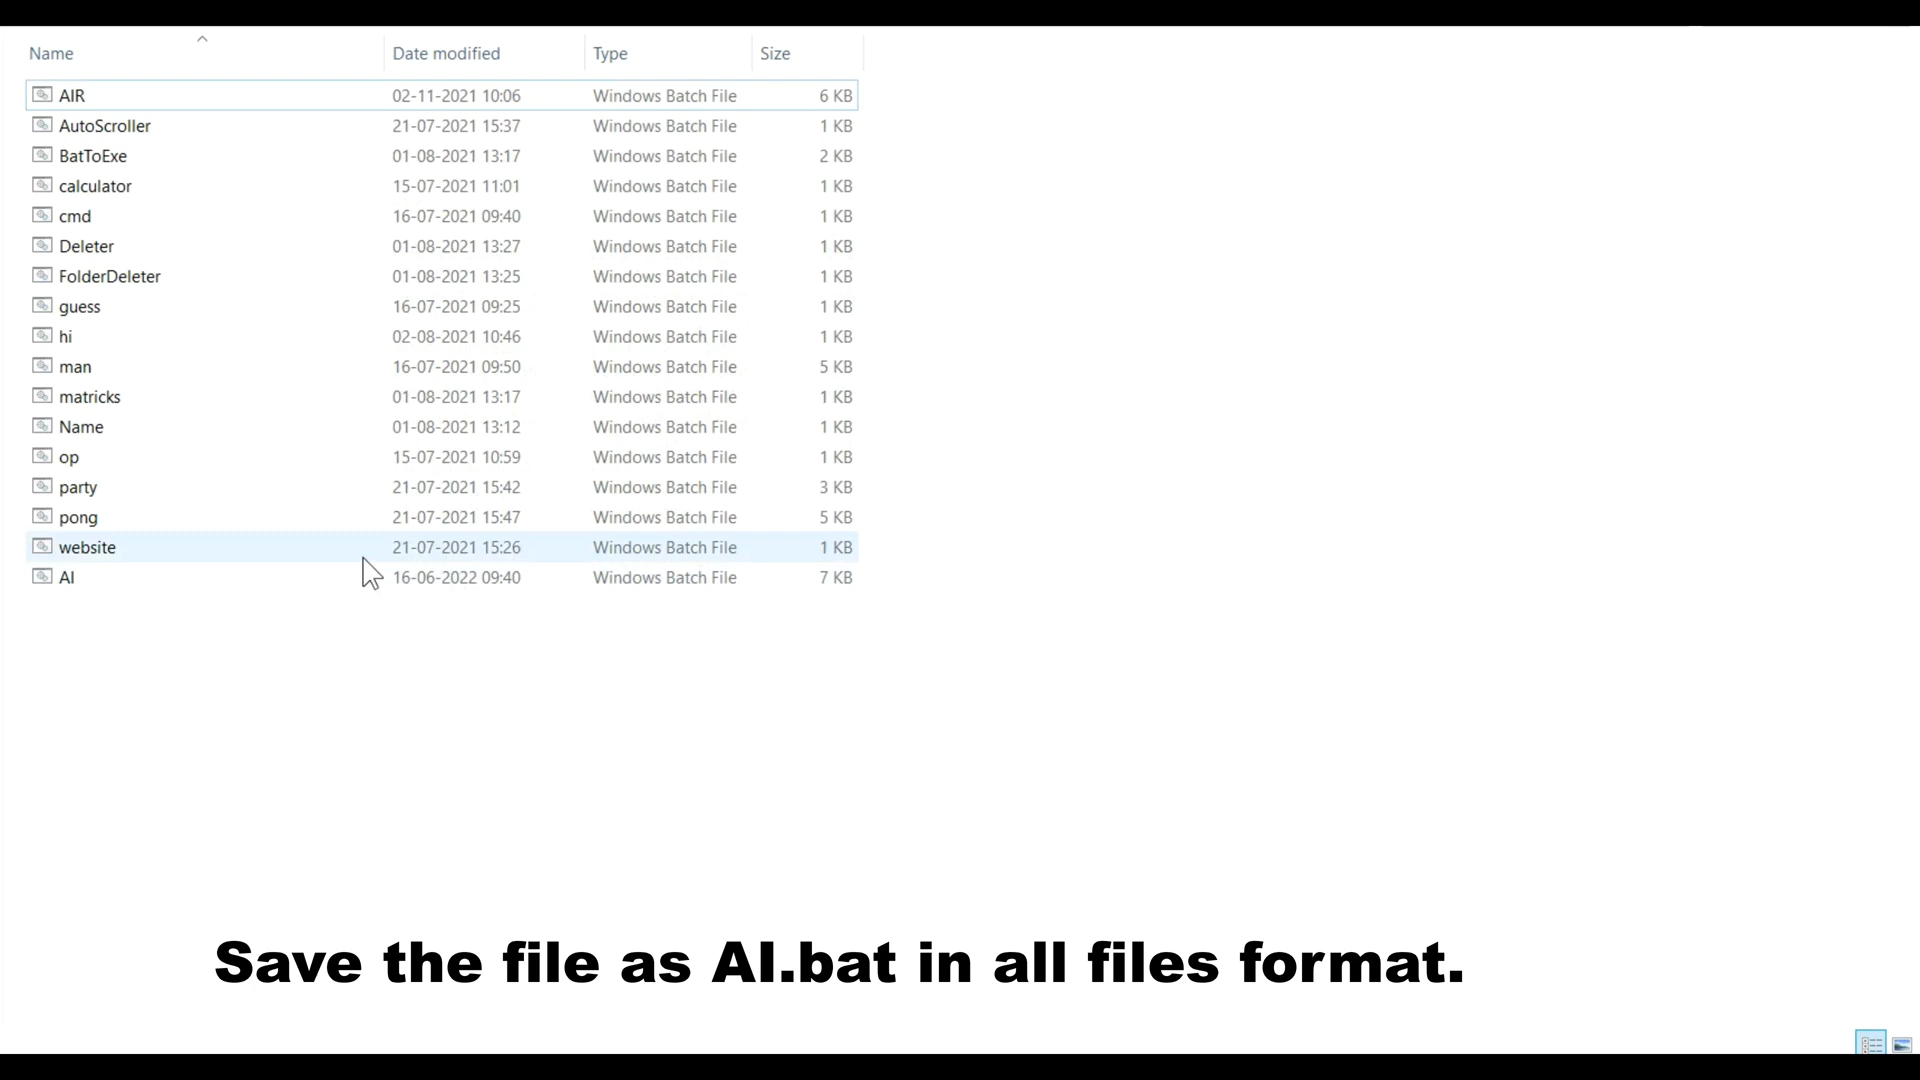 Name Date modified Type Size
AIR 02-11-2021 10:06 Windows Batch File 6 KB
AutoScroller 21-07-2021 15:37 Windows Batch File 1 KB
BatToExe 01-08-2021 13:17 Windows Batch File 2 KB
calculator 15-07-2021 11:01 Windows Batch File 1 KB
cmd 16-07-2021 09:40 Windows Batch File 1 KB
Deleter 01-08-2021 13:27 Windows Batch File 1 KB
FolderDeleter 01-08-2021 13:25 Windows Batch File 1 KB
guess 16-07-2021 09:25 Windows Batch File 1 KB
hi 02-08-2021 10:46 Windows Batch File 1 KB
man 16-07-2021 09:50 Windows Batch File 5 KB
matricks 01-08-2021 13:17 Windows Batch File 1 KB
Name 01-08-2021 13:12 Windows Batch File 1 KB
op 15-07-2021 10:59 Windows Batch File 1 KB
party 21-07-2021 15:42 Windows Batch File 3 KB
pong 21-07-2021 15:47 Windows Batch File 5 KB
website 21-07-2021 15:26 Windows Batch File 1 KB
AI 16-06-2022 09:40 Windows Batch File 7 KB
Save the file as AI.bat in all files format.